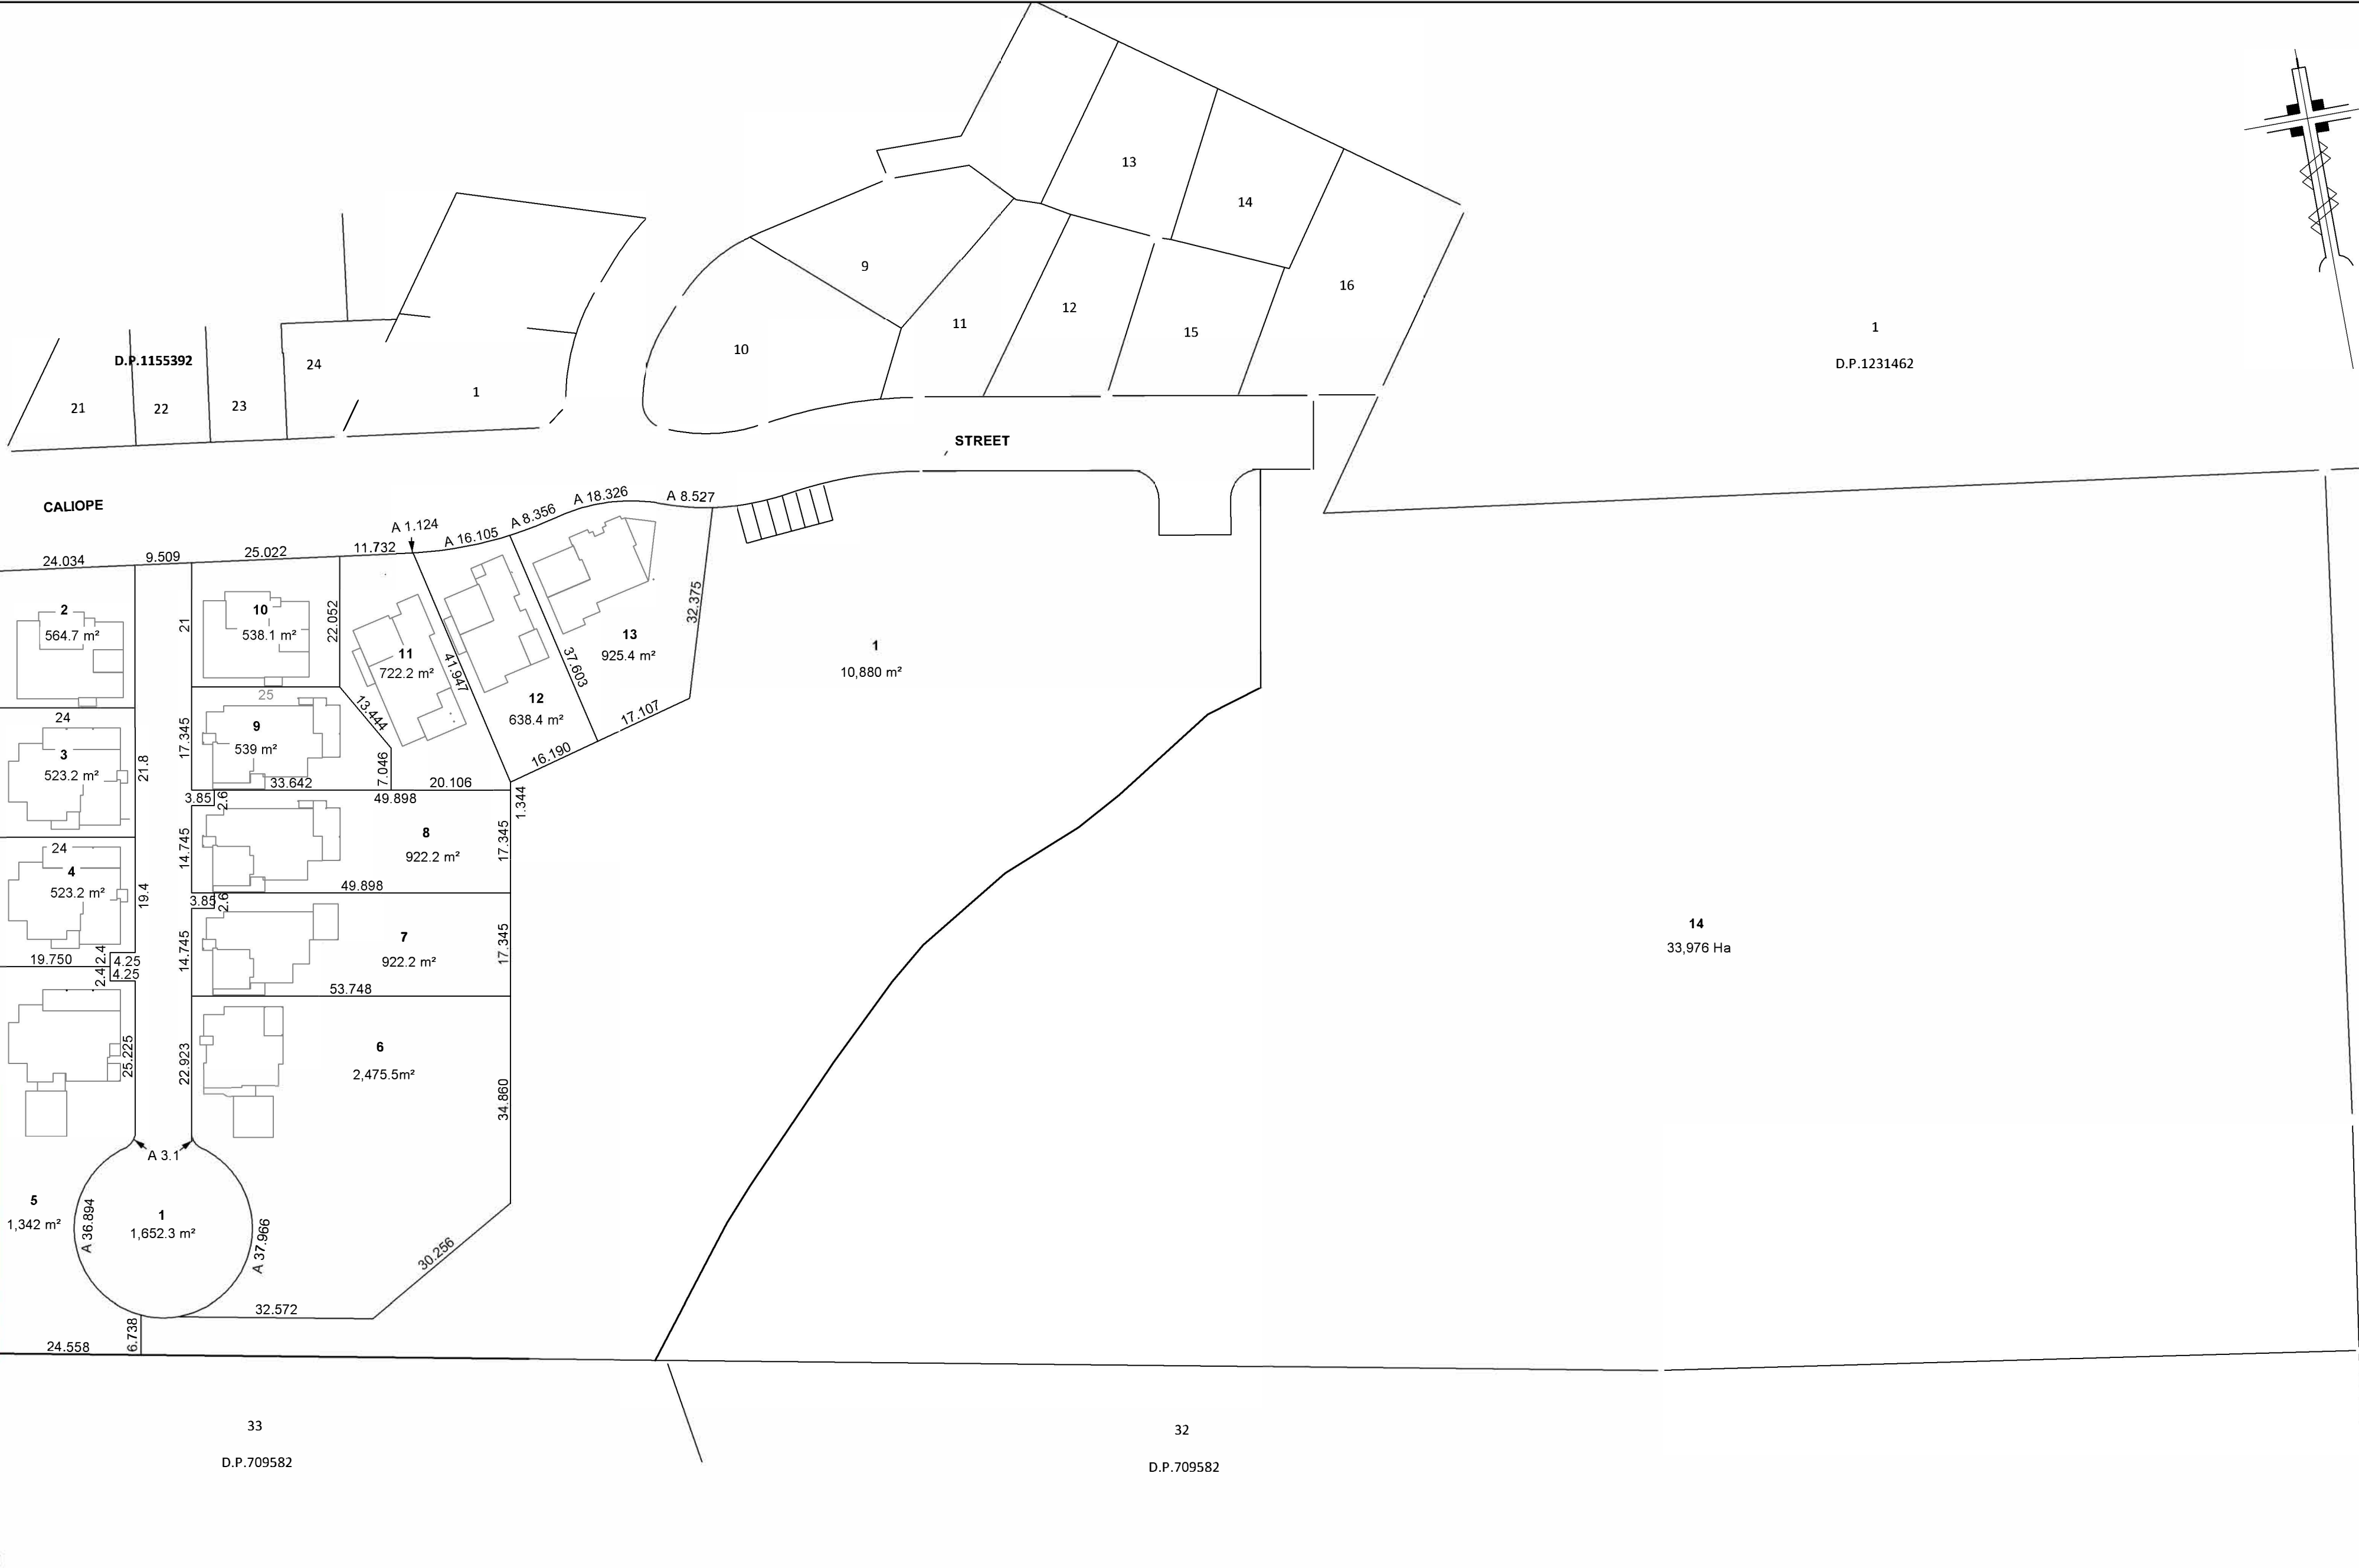 13
14
9
16
11
12
15
10
1
D.P.1231462
D.P.1155392
24
1
21
22
23
STREET
CALIOPE
A 1.124
A 16.105
A 8.356
A 18.326
A 8.527
24.034
9.509
25.022
11.732
2
564.7 m²
21
10
538.1 m²
22.052
11
722.2 m²
41.947
37.603
13
925.4 m²
32.375
1
10,880 m²
24
25
13.444
12
638.4 m²
17.107
16.190
3
523.2 m²
21.8
17.345
9
539 m²
33.642
7.046
20.106
3.85
2.6
49.898
1.344
24
4
523.2 m²
19.4
14.745
8
922.2 m²
17.345
49.898
3.85
2.6
14
33,976 Ha
19.750
2.4
4.25
2.4
4.25
14.745
7
922.2 m²
17.345
53.748
25.225
22.923
6
2,475.5m²
34.860
A 3.1
5
1,342 m²
A 36.894
1
1,652.3 m²
A 37.966
30.256
32.572
6.738
24.558
33
D.P.709582
32
D.P.709582